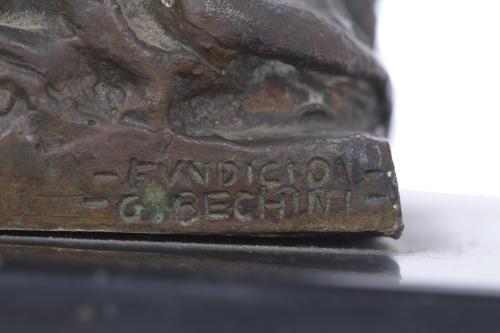 - FVNDICION -
- G. BECHINI -